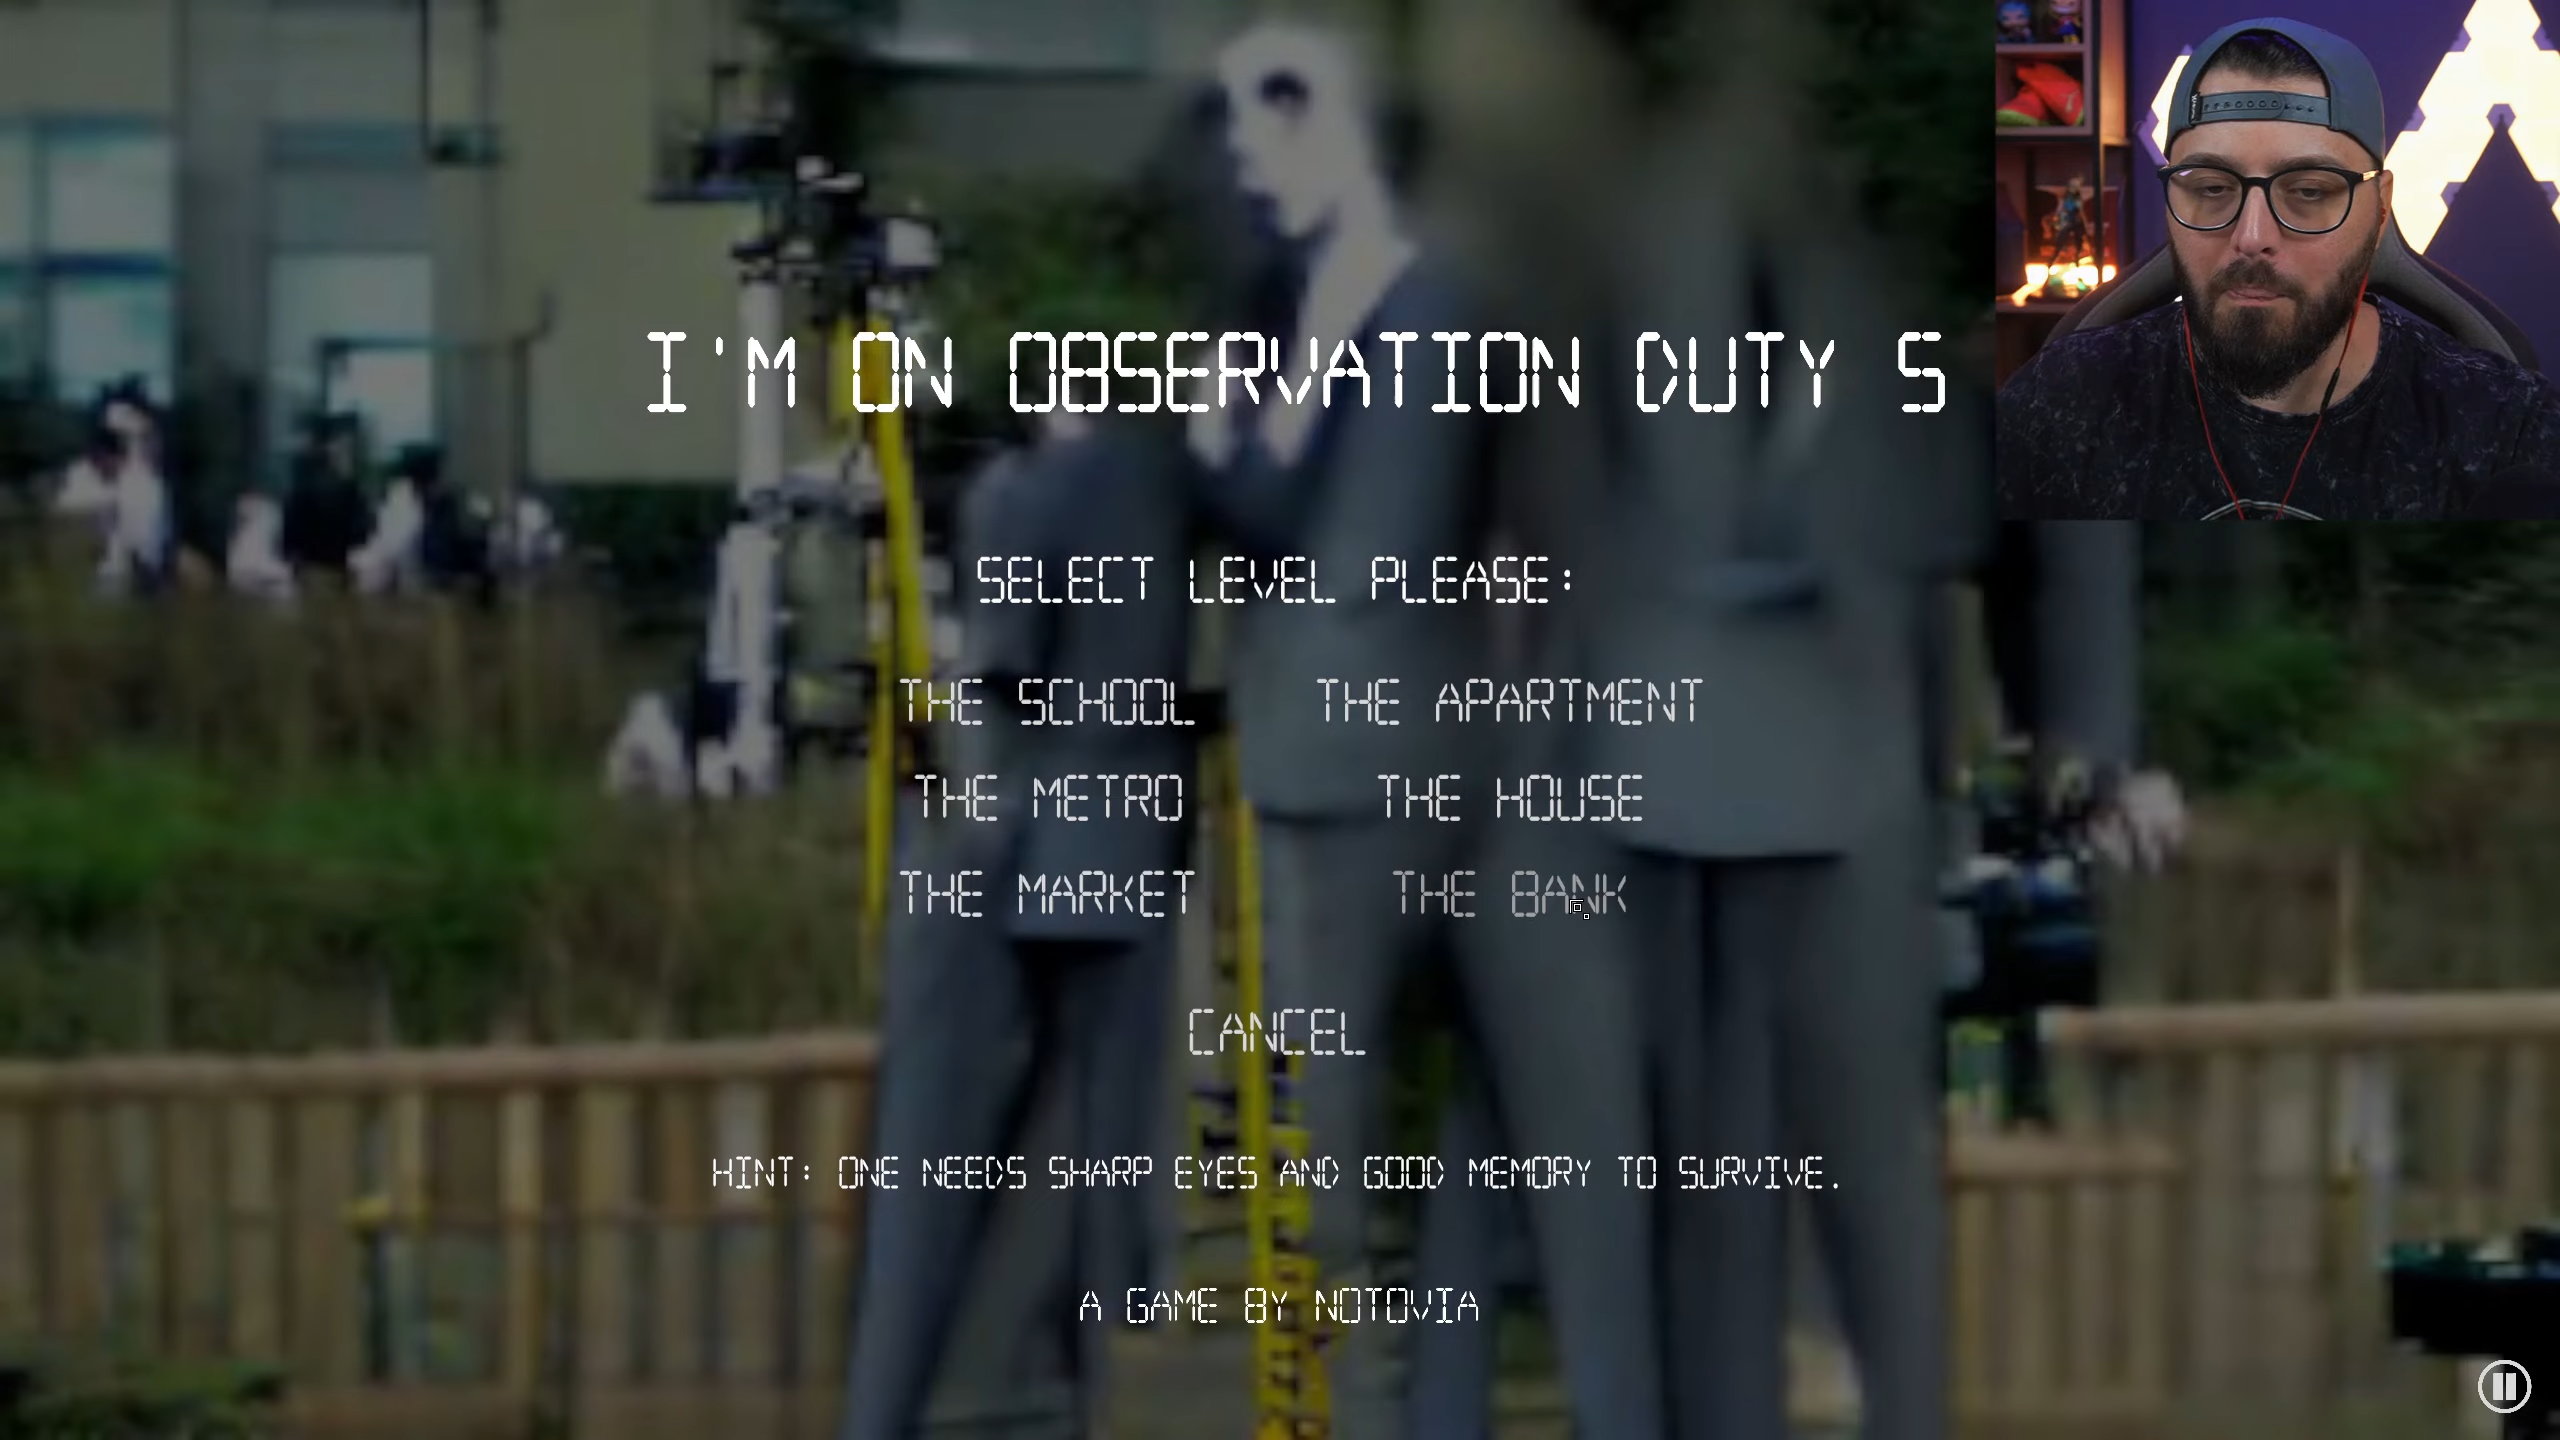 I'M ON OBSERVATION DUTY 5
SELECT LEVEL PLEASE:
THE SCHOOL THE APARTMENT
THE METRO THE HOUSE
THE MARKET THE BANK
CANCEL
HINT: ONE NEEDS SHARP EYES AND GOOD MEMORY TO SURVIVE.
A GAME BY NOTOVIA